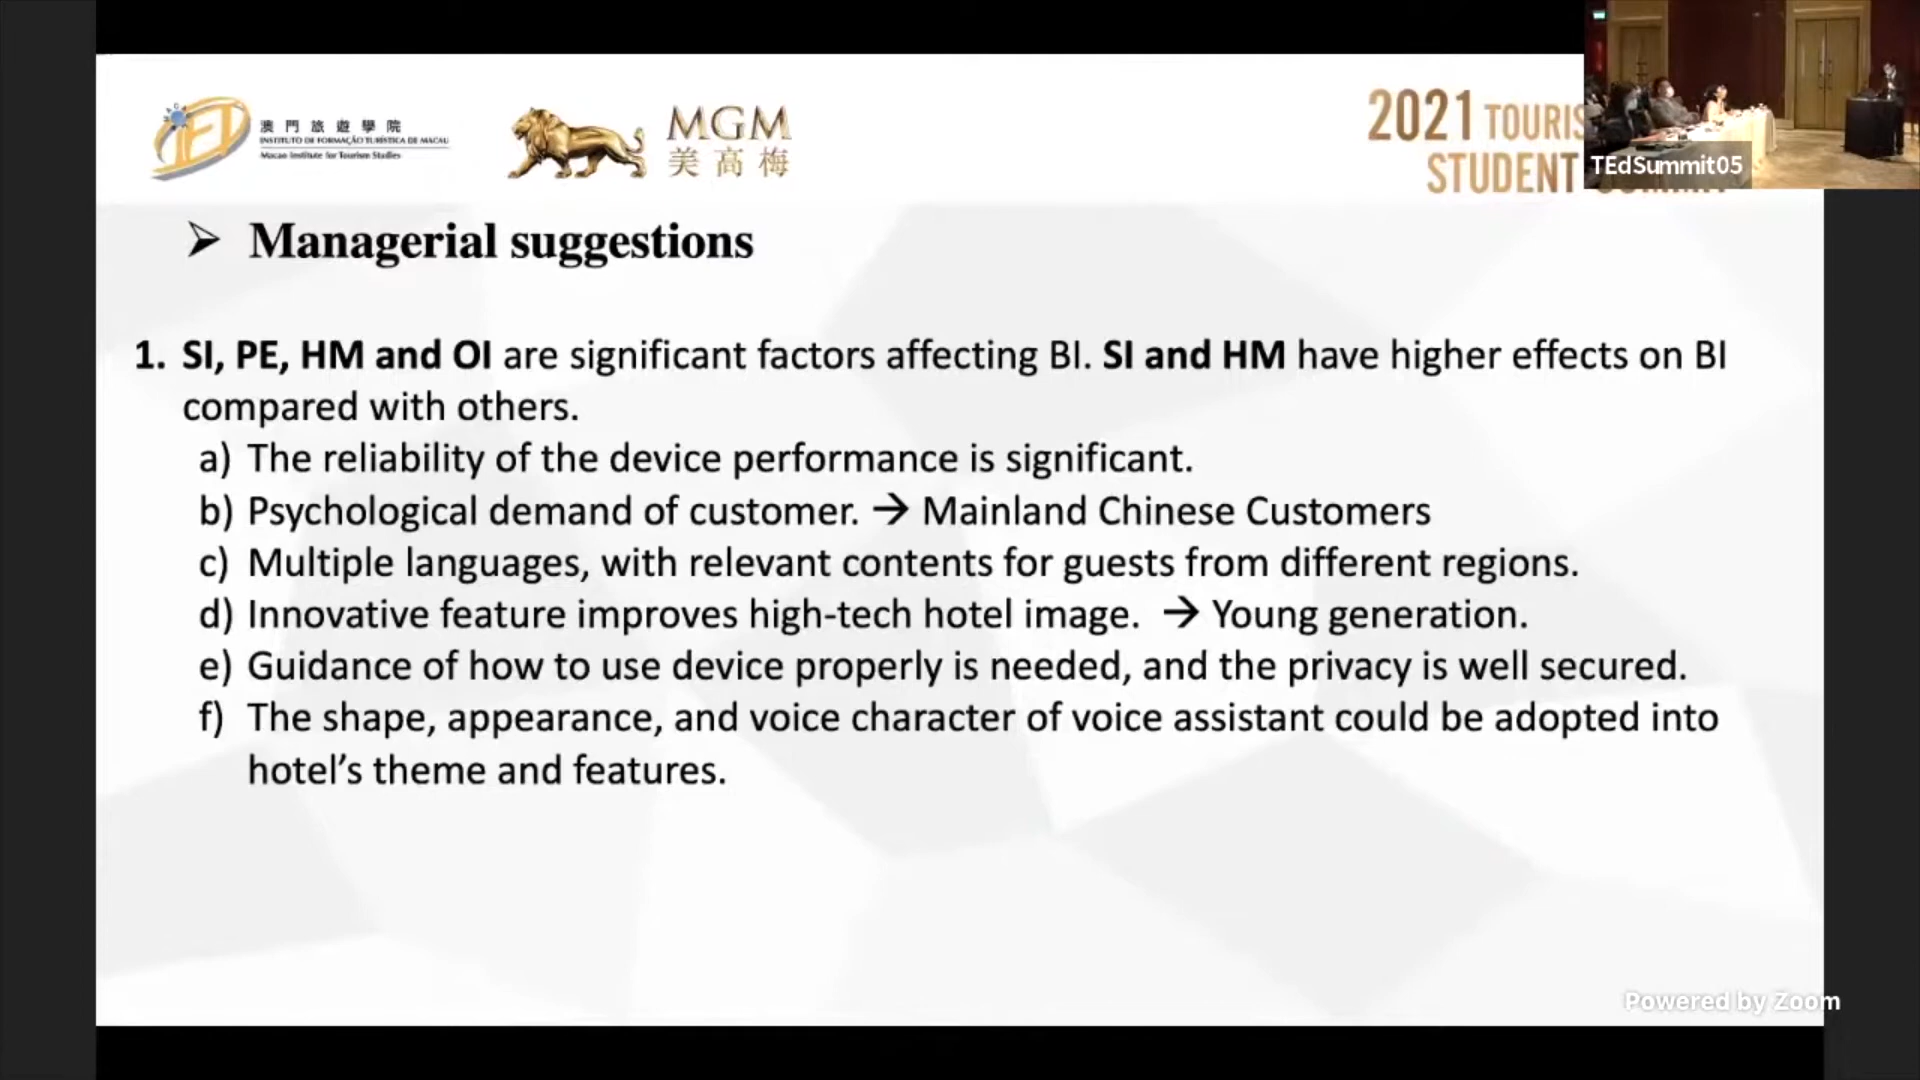 澳門旅遊學院
INSTITUTO DE FORMAÇÃO TURÍSTICA DE MACAU
Macao Institute for Tourism Studies
MGM
美高梅
2021 TOURIS
STUDENT
TEdSummit05
➢ Managerial suggestions
1. SI, PE, HM and OI are significant factors affecting BI. SI and HM have higher effects on BI
compared with others.
a) The reliability of the device performance is significant.
b) Psychological demand of customer. → Mainland Chinese Customers
c) Multiple languages, with relevant contents for guests from different regions.
d) Innovative feature improves high-tech hotel image. → Young generation.
e) Guidance of how to use device properly is needed, and the privacy is well secured.
f) The shape, appearance, and voice character of voice assistant could be adopted into
hotel’s theme and features.
Powered by Zoom